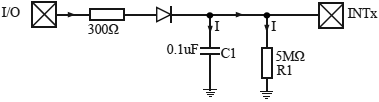 I/O
INTx
300Ω
I
I
0.1uF
C1
5MΩ
R1